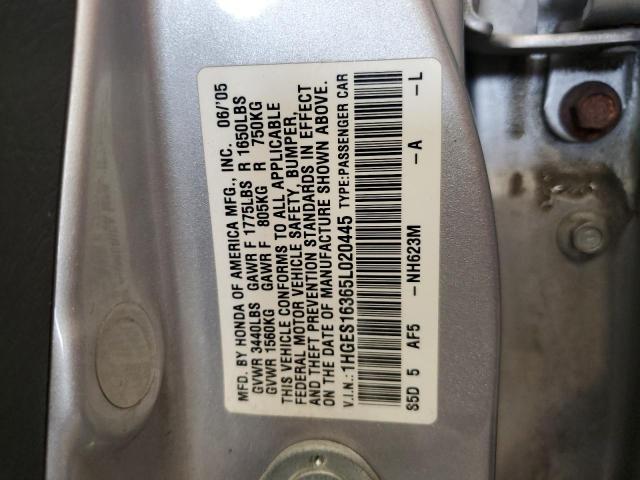 MFD. BY HONDA OF AMERICA MFG., INC. 06/'05
GVWR 3440LBS GAWR F 1775LBS R 1650LBS
GVWR 1560KG GAWR F 805KG R 750KG
THIS VEHICLE CONFORMS TO ALL APPLICABLE
FEDERAL MOTOR VEHICLE SAFETY, BUMPER,
AND THEFT PREVENTION STANDARDS IN EFFECT
ON THE DATE OF MANUFACTURE SHOWN ABOVE.
V.I.N.: 1HGES16365L020445 TYPE: PASSENGER CAR
S5D 5 AF5 -NH623M -A -L